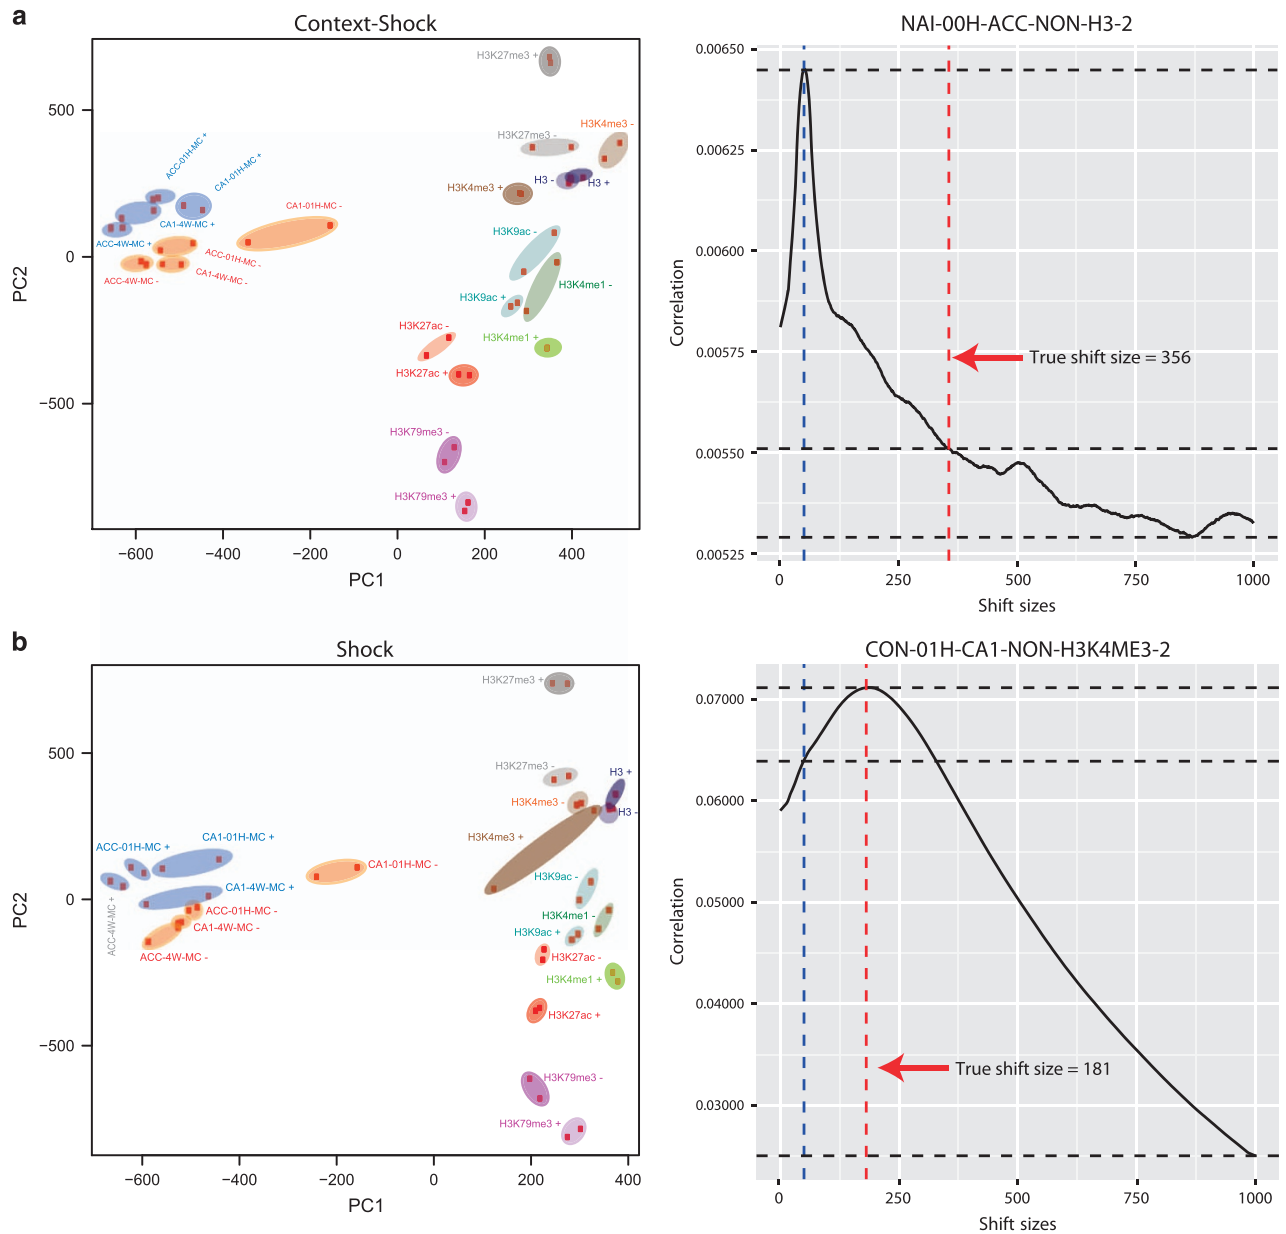 a
Context-Shock
H3K27me3 +
H3K27me3 -
H3K4me3 -
H3 -
H3 +
H3K4me3 +
ACC-01H-MC +
CA1-01H-MC +
CA1-4W-MC +
ACC-4W-MC +
CA1-01H-MC -
ACC-01H-MC -
CA1-4W-MC -
ACC-4W-MC -
H3K9ac -
H3K4me1 -
H3K9ac +
H3K4me1 +
H3K27ac -
H3K27ac +
H3K79me3 -
H3K79me3 +
500
0
−500
PC2
−600
−400
−200
0
200
400
PC1
NAI-00H-ACC-NON-H3-2
0.00650
0.00625
0.00600
0.00575
0.00550
0.00525
Correlation
True shift size = 356
0
250
500
750
1000
Shift sizes
b
Shock
H3K27me3 +
H3K27me3 -
H3 +
H3K4me3 -
H3 -
H3K4me3 +
CA1-01H-MC +
ACC-01H-MC +
CA1-01H-MC -
CA1-4W-MC +
ACC-4W-MC +
ACC-01H-MC -
CA1-4W-MC -
ACC-4W-MC -
H3K9ac -
H3K4me1 -
H3K9ac +
H3K27ac -
H3K4me1 +
H3K27ac +
H3K79me3 -
H3K79me3 +
500
0
−500
PC2
−600
−400
−200
0
200
400
PC1
CON-01H-CA1-NON-H3K4ME3-2
0.07000
0.06000
0.05000
0.04000
0.03000
Correlation
True shift size = 181
0
250
500
750
1000
Shift sizes